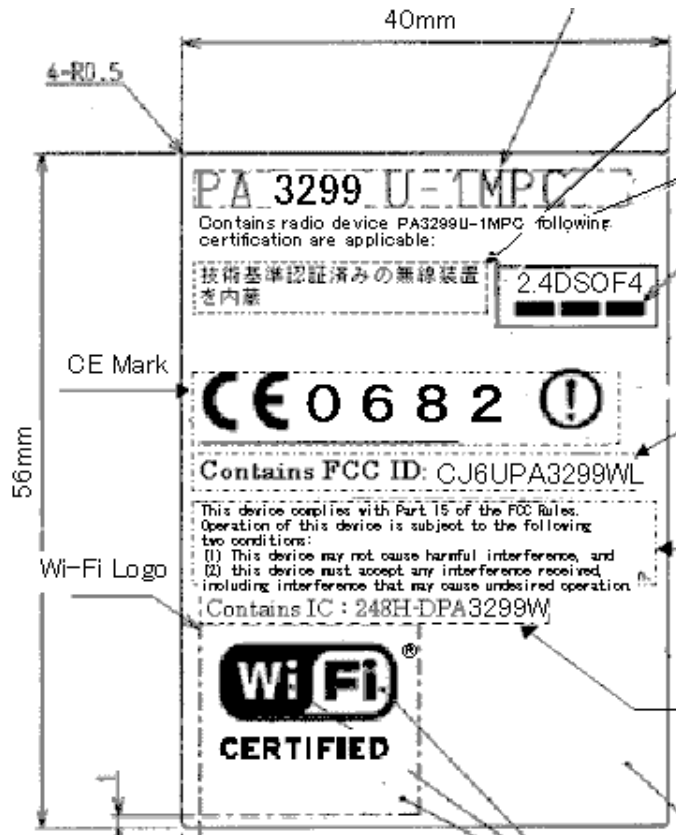 40mm
4-R0.5
PA 3299 U-1MPC
Contains radio device PA3299U-1MPC following
certification are applicable:
技術基準認証済みの無線装置
を内蔵
2.4DSOF4
CE Mark
CE 0682
56mm
Contains FCC ID: CJ6UPA3299WL
This device complies with Part 15 of the FCC Rules.
Operation of this device is subject to the following
two conditions:
(1) This device may not cause harmful interference, and
(2) this device must accept any interference received,
including interference that may cause undesired operation
Wi-Fi Logo
Contains IC : 248H-DPA3299W
Wi Fi ®
CERTIFIED
1